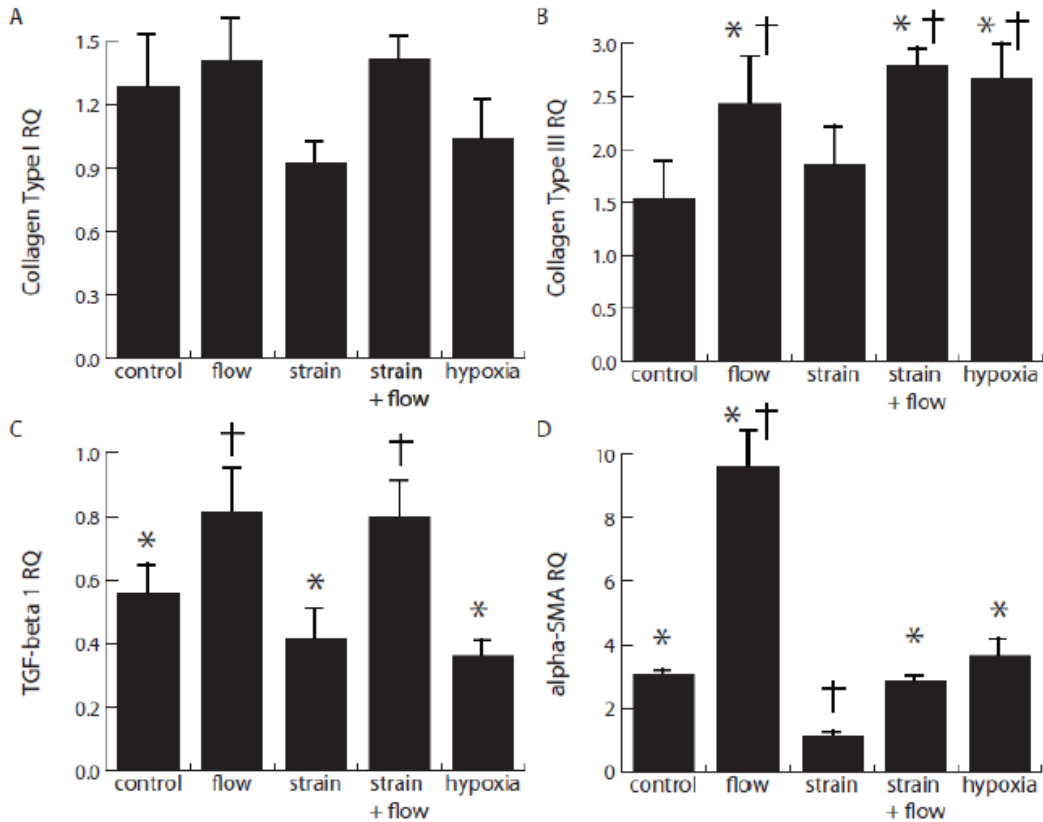 A
Collagen Type I RQ
1.5
1.2
0.9
0.6
0.3
0.0
control flow strain strain hypoxia
+ flow
B
Collagen Type III RQ
* † * † * †
3.0
2.5
2.0
1.5
1.0
0.5
0.0
control flow strain strain hypoxia
+ flow
C
TGF-beta 1 RQ
† †
* * *
1.0
0.8
0.6
0.4
0.2
0.0
control flow strain strain hypoxia
+ flow
D
alpha-SMA RQ
* †
* † * *
10
8
6
4
2
0
control flow strain strain hypoxia
+ flow